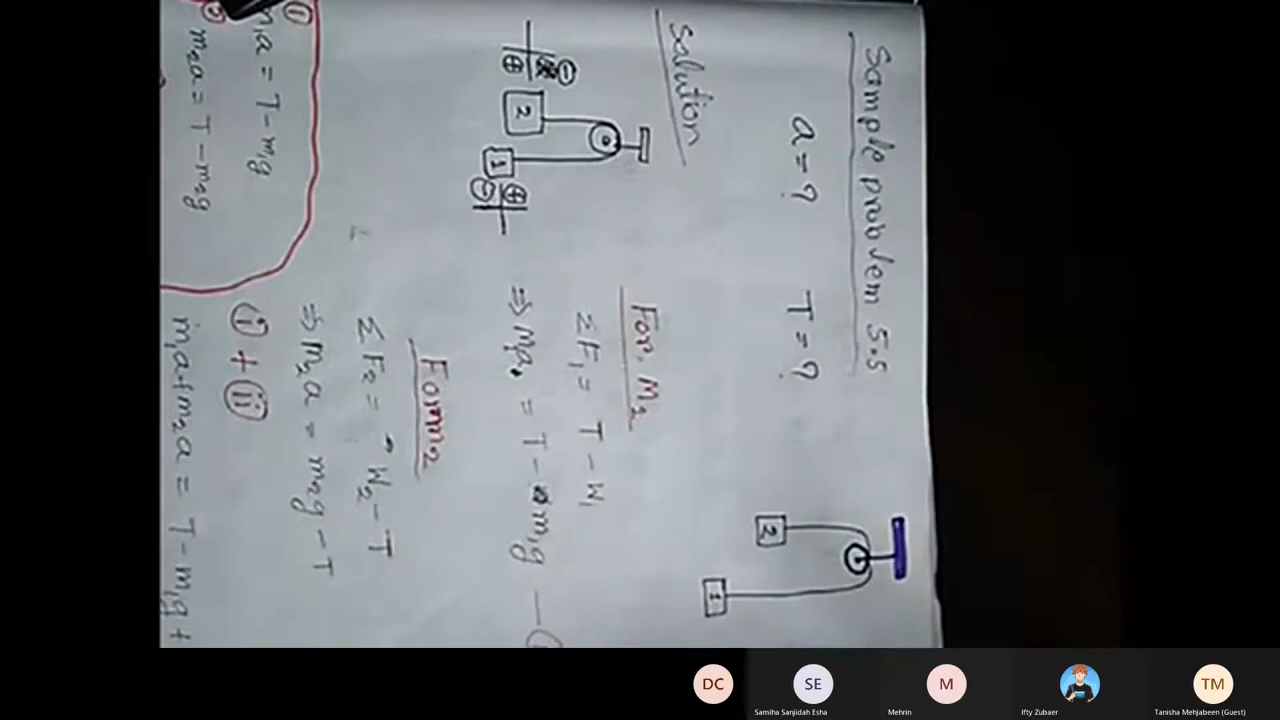 Sample problem 5.5
a = ?   T = ?
2
1
Solution
2
1
For M1
ΣF1 = T - W1
⇒ M1a = T - m1g — i
For m2
ΣF2 = W2 - T
⇒ m2a = m2g - T
i + ii
m1a + m2a = T - m1g +
m1a = T - m1g
m2a = T - m2g
DC
SE
M
TM
Samiha Sanjidah Esha
Mehrin
Ifty Zubaer
Tanisha Mehjabeen (Guest)